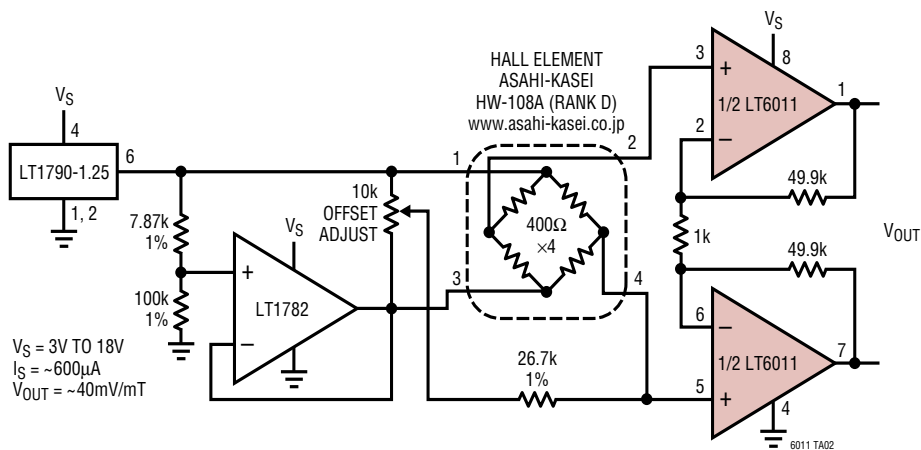 HALL ELEMENT
ASAHI-KASEI
HW-108A (RANK D)
www.asahi-kasei.co.jp
VS
4
LT1790-1.25
6
1, 2
7.87k
1%
100k
1%
VS
+
−
LT1782
10k
OFFSET
ADJUST
1
2
3
4
400Ω
×4
26.7k
1%
VS
8
3
+
1/2 LT6011
1
2
−
49.9k
1k
VOUT
49.9k
6
−
1/2 LT6011
7
5
+
4
VS = 3V TO 18V
IS = ~600µA
VOUT = ~40mV/mT
6011 TA02